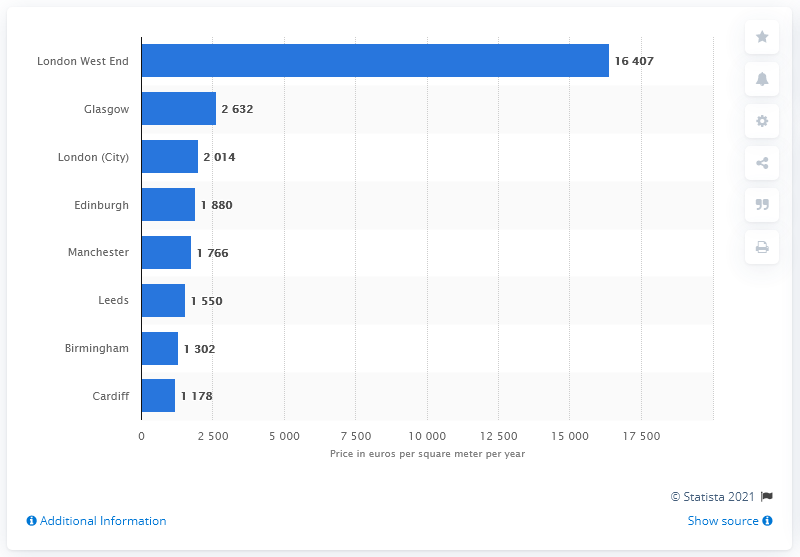 London West End 16 407
Glasgow 2 632
London (City) 2 014
Edinburgh 1 880
Manchester 1 766
Leeds 1 550
Birmingham 1 302
Cardiff 1 178
0 2 500 5 000 7 500 10 000 12 500 15 000 17 500
Price in euros per square meter per year
© Statista 2021
Additional Information Show source